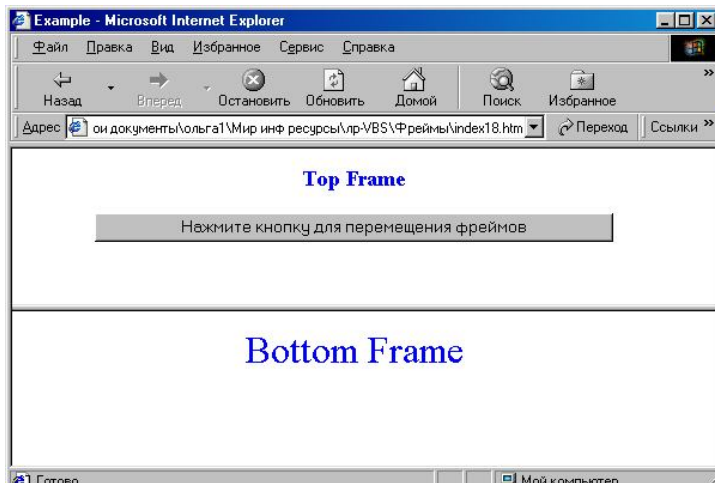 Example - Microsoft Internet Explorer
Файл Правка Вид Избранное Сервис Справка
Назад Вперед Остановить Обновить Домой Поиск Избранное »
Адрес ои документы\ольга1\Мир инф ресурсы\лр-VBS\Фреймы\index18.htm Переход Ссылки »
Top Frame
Нажмите кнопку для перемещения фреймов
Bottom Frame
Готово Мой компьютер